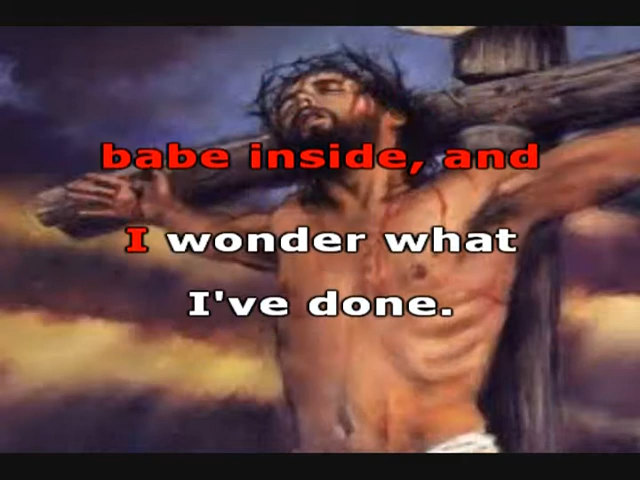 babe inside, and
I wonder what
I've done.